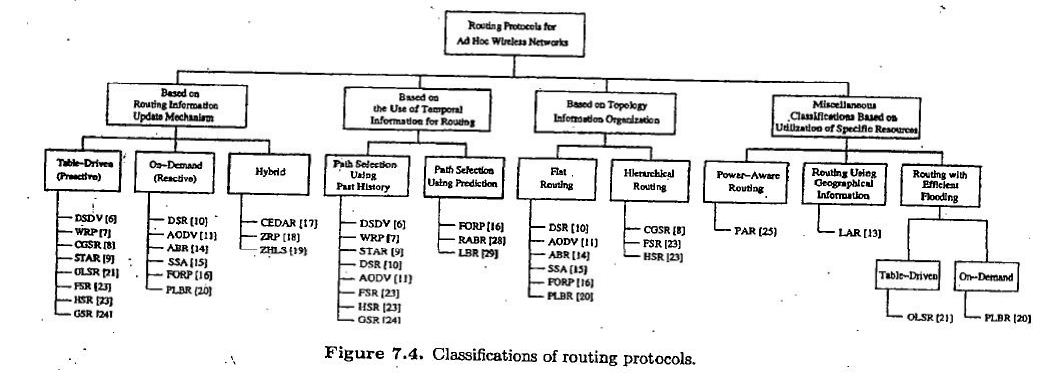 Routing Protocols for
Ad Hoc Wireless Networks
Based on
Routing Information
Update Mechanism
Based on
the Use of Temporal
Information for Routing
Based on Topology
Information Organization
Miscellaneous
Classifications Based on
Utilization of Specific Resources
Table-Driven
(Proactive)
On-Demand
(Reactive)
Hybrid
Path Selection
Using
Past History
Path Selection
Using Prediction
Flat
Routing
Hierarchical
Routing
Power-Aware
Routing
Routing Using
Geographical
Information
Routing with
Efficient
Flooding
DSDV [6]
WRP [7]
CGSR [8]
STAR [9]
OLSR [21]
FSR [23]
HSR [23]
GSR [24]
DSR [10]
AODV [11]
ABR [14]
SSA [15]
FORP [16]
PLBR [20]
CEDAR [17]
ZRP [18]
ZHLS [19]
DSDV [6]
WRP [7]
STAR [9]
DSR [10]
AODV [11]
FSR [23]
HSR [23]
GSR [24]
FORP [16]
RABR [28]
LBR [29]
DSR [10]
AODV [11]
ABR [14]
SSA [15]
FORP [16]
PLBR [20]
CGSR [8]
FSR [23]
HSR [23]
PAR [25]
LAR [13]
Table-Driven
On-Demand
OLSR [21]
PLBR [20]
Figure 7.4. Classifications of routing protocols.